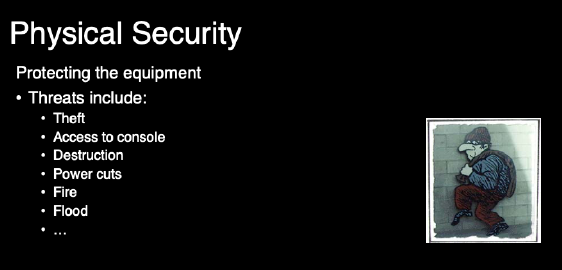 Physical Security
Protecting the equipment
• Threats include:
• Theft
• Access to console
• Destruction
• Power cuts
• Fire
• Flood
• ...